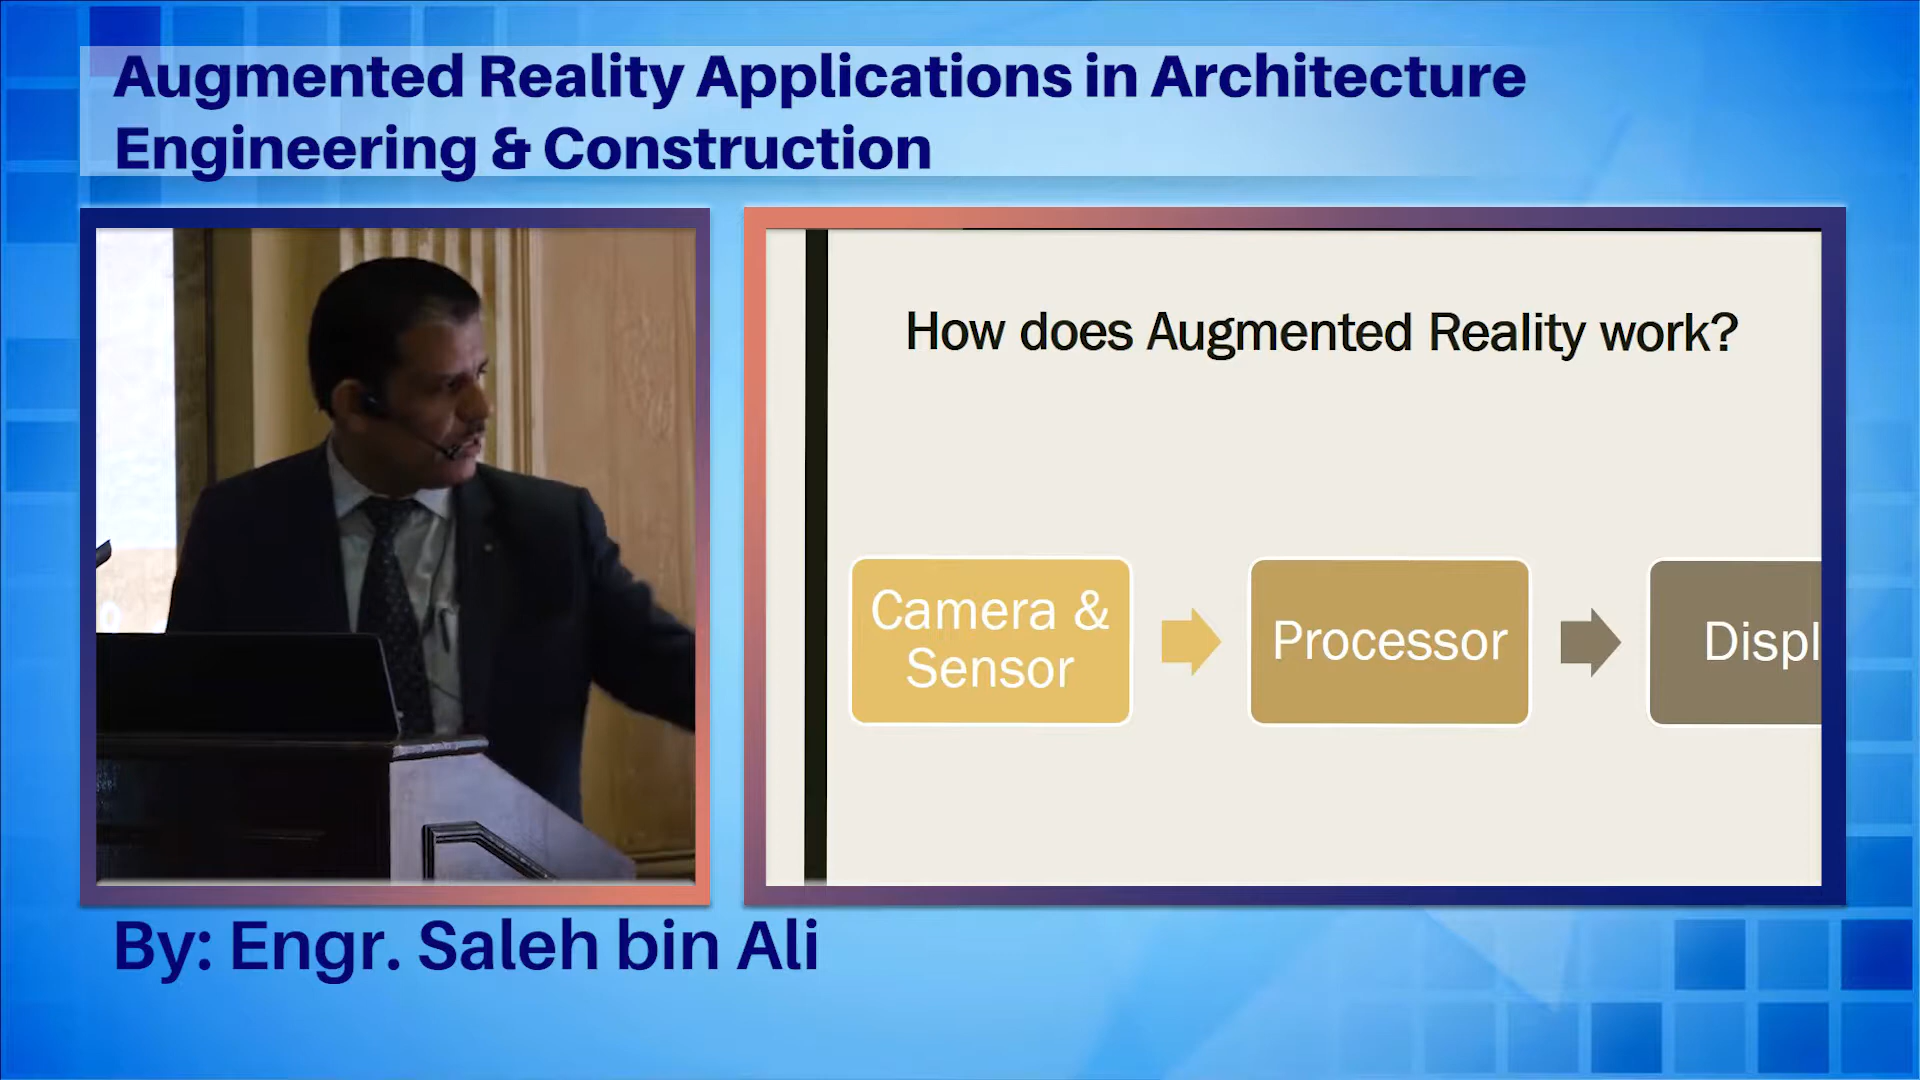 Augmented Reality Applications in Architecture
Engineering & Construction
How does Augmented Reality work?
Camera &
Sensor
Processor
Displ
By: Engr. Saleh bin Ali